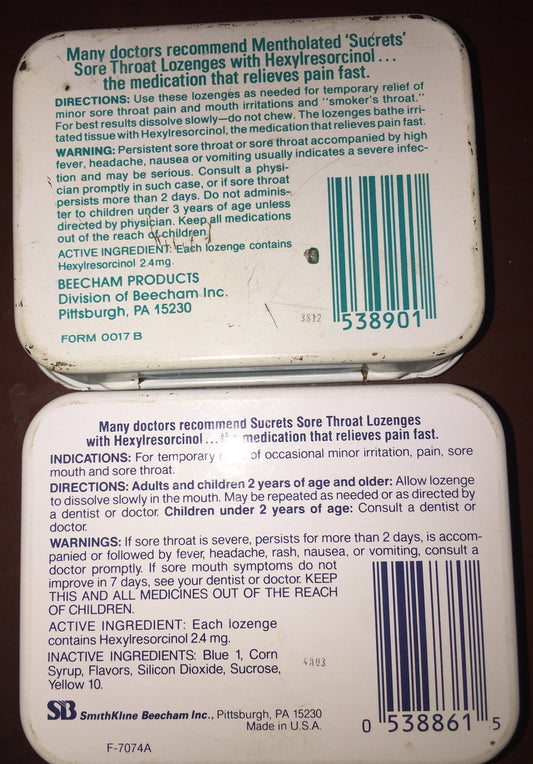 Many doctors recommend Mentholated 'Sucrets'
Sore Throat Lozenges with Hexylresorcinol...
the medication that relieves pain fast.
DIRECTIONS: Use these lozenges as needed for temporary relief of
minor sore throat pain and mouth irritations and "smoker's throat."
For best results dissolve slowly—do not chew. The lozenges bathe irri-
tated tissue with Hexylresorcinol, the medication that relieves pain fast.
WARNING: Persistent sore throat or sore throat accompanied by high
fever, headache, nausea or vomiting usually indicates a severe infec-
tion and may be serious. Consult a physi-
cian promptly in such case, or if sore throat
persists more than 2 days. Do not adminis-
ter to children under 3 years of age unless
directed by physician. Keep all medications
out of the reach of children.
ACTIVE INGREDIENT: Each lozenge contains
Hexylresorcinol 2.4mg.
BEECHAM PRODUCTS
Division of Beecham Inc.
Pittsburgh, PA 15230
FORM 0017 B
3S12
538901
Many doctors recommend Sucrets Sore Throat Lozenges
with Hexylresorcinol...the medication that relieves pain fast.
INDICATIONS: For temporary of occasional minor irritation, pain, sore
mouth and sore throat.
DIRECTIONS: Adults and children 2 years of age and older: Allow lozenge
to dissolve slowly in the mouth. May be repeated as needed or as directed by
a dentist or doctor. Children under 2 years of age: Consult a dentist or
doctor.
WARNINGS: If sore throat is severe, persists for more than 2 days, is accom-
panied or followed by fever, headache, rash, nausea, or vomiting, consult a
doctor promptly. If sore mouth symptoms do not
improve in 7 days, see your dentist or doctor. KEEP
THIS AND ALL MEDICINES OUT OF THE REACH
OF CHILDREN.
ACTIVE INGREDIENT: Each lozenge
contains Hexylresorcinol 2.4 mg.
INACTIVE INGREDIENTS: Blue 1, Corn
Syrup, Flavors, Silicon Dioxide, Sucrose,
Yellow 10.
SB SmithKline Beecham Inc., Pittsburgh, PA 15230
Made in U.S.A.
F-7074A
0 538861 5